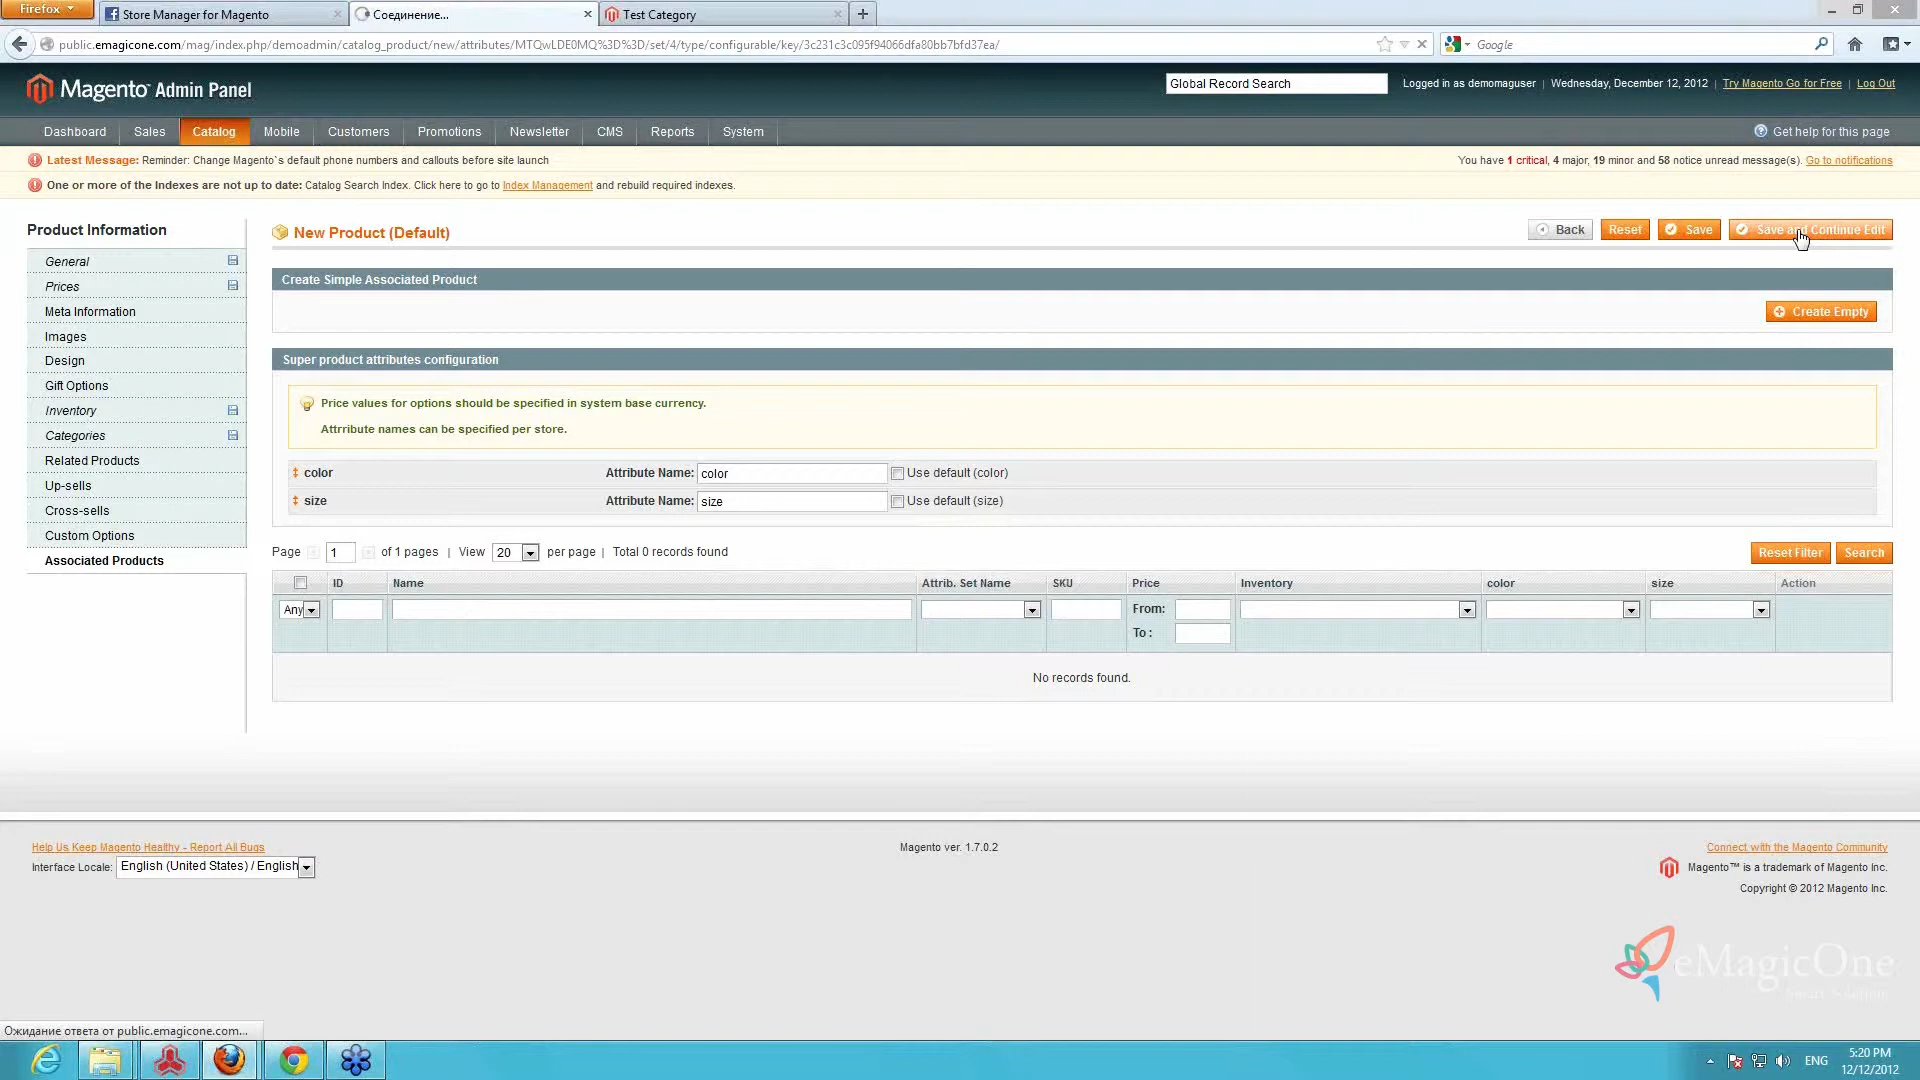 Firefox
Store Manager for Magento
Соединение...
Test Category
public.emagicone.com/mag/index.php/demoadmin/catalog_product/new/attributes/MTQwLDE0MQ%3D%3D/set/4/type/configurable/key/3c231c3c095f94066dfa80bb7bfd37ea/
Google
Magento Admin Panel
Global Record Search
Logged in as demomaguser | Wednesday, December 12, 2012 | Try Magento Go for Free | Log Out
Dashboard Sales Catalog Mobile Customers Promotions Newsletter CMS Reports System
Get help for this page
Latest Message: Reminder: Change Magento`s default phone numbers and callouts before site launch
You have 1 critical, 4 major, 19 minor and 58 notice unread message(s). Go to notifications
One or more of the Indexes are not up to date: Catalog Search Index. Click here to go to Index Management and rebuild required indexes.
Product Information
General
Prices
Meta Information
Images
Design
Gift Options
Inventory
Categories
Related Products
Up-sells
Cross-sells
Custom Options
Associated Products
New Product (Default)
Back
Reset
Save
Save and Continue Edit
Create Simple Associated Product
Create Empty
Super product attributes configuration
Price values for options should be specified in system base currency.
Attrribute names can be specified per store.
color Attribute Name: color Use default (color)
size Attribute Name: size Use default (size)
Page 1 of 1 pages | View 20 per page | Total 0 records found
Reset Filter
Search
ID Name Attrib. Set Name SKU Price Inventory color size Action
Any
From:
To :
No records found.
Help Us Keep Magento Healthy - Report All Bugs
Interface Locale: English (United States) / English
Magento ver. 1.7.0.2
Connect with the Magento Community
Magento™ is a trademark of Magento Inc.
Copyright © 2012 Magento Inc.
eMagicOne
Smart Solution
Ожидание ответа от public.emagicone.com...
ENG
5:20 PM
12/12/2012